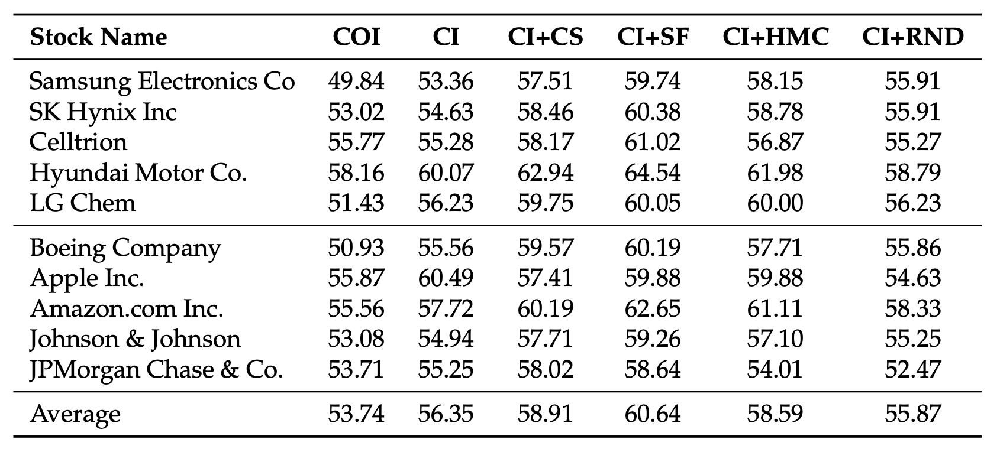 Stock Name COI CI CI+CS CI+SF CI+HMC CI+RND
Samsung Electronics Co 49.84 53.36 57.51 59.74 58.15 55.91
SK Hynix Inc 53.02 54.63 58.46 60.38 58.78 55.91
Celltrion 55.77 55.28 58.17 61.02 56.87 55.27
Hyundai Motor Co. 58.16 60.07 62.94 64.54 61.98 58.79
LG Chem 51.43 56.23 59.75 60.05 60.00 56.23
Boeing Company 50.93 55.56 59.57 60.19 57.71 55.86
Apple Inc. 55.87 60.49 57.41 59.88 59.88 54.63
Amazon.com Inc. 55.56 57.72 60.19 62.65 61.11 58.33
Johnson & Johnson 53.08 54.94 57.71 59.26 57.10 55.25
JPMorgan Chase & Co. 53.71 55.25 58.02 58.64 54.01 52.47
Average 53.74 56.35 58.91 60.64 58.59 55.87